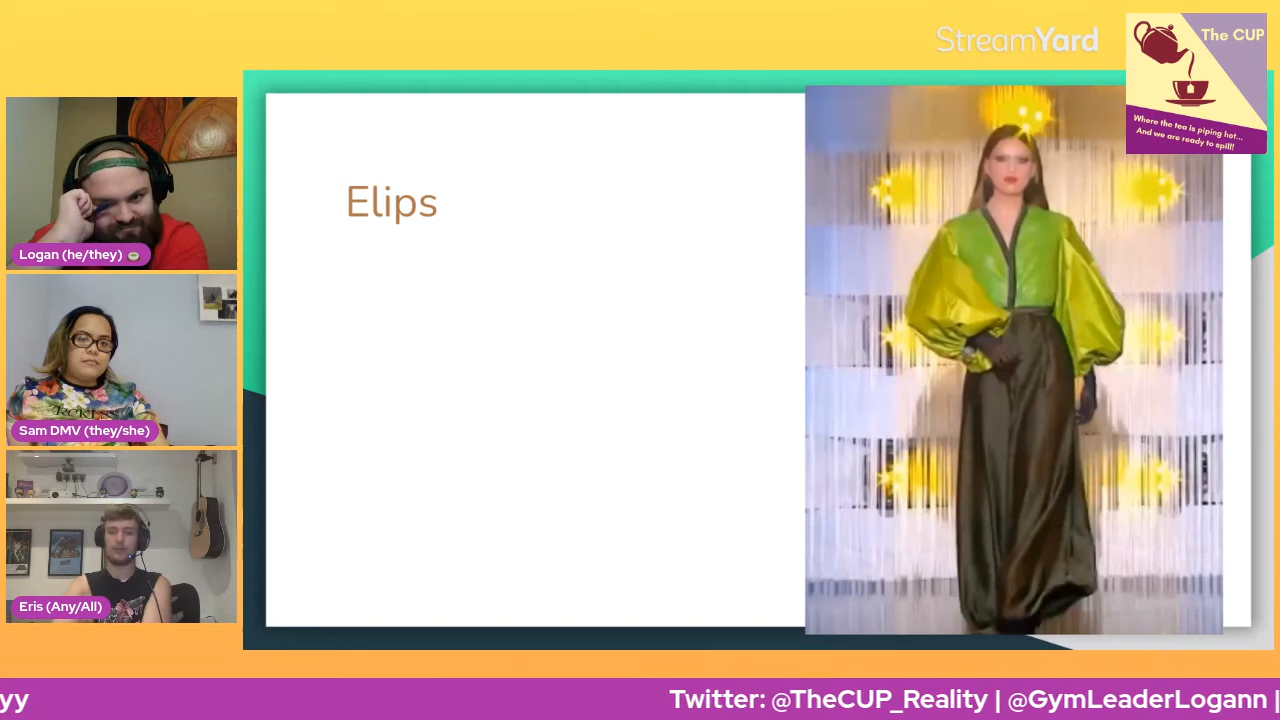 StreamYard
The CUP
Where the tea is piping hot...
And we are ready to spill!
Elips
Logan (he/they) 🍵
Sam DMV (they/she)
RCKLSS
Eris (Any/All)
yy
Twitter: @TheCUP_Reality | @GymLeaderLogann |